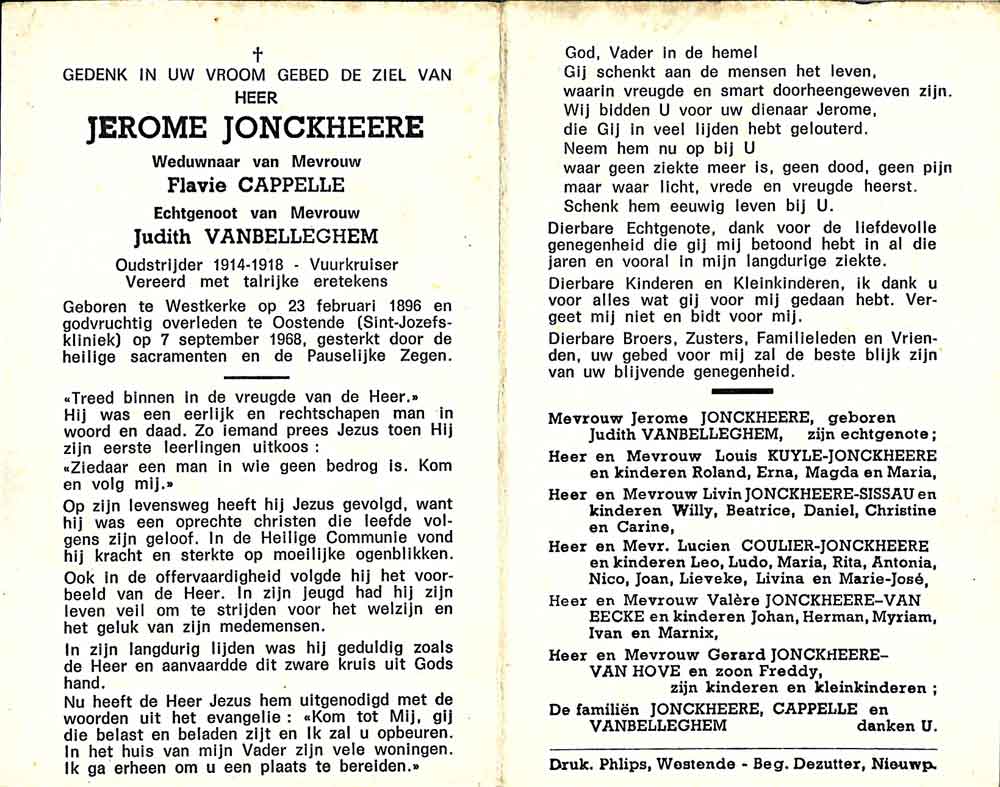 †
GEDENK IN UW VROOM GEBED DE ZIEL VAN
HEER
JEROME JONCKHEERE
Weduwnaar van Mevrouw
Flavie CAPPELLE
Echtgenoot van Mevrouw
Judith VANBELLEGHEM
Oudstrijder 1914-1918 - Vuurkruiser
Vereerd met talrijke eretekens
Geboren te Westkerke op 23 februari 1896 en
godvruchtig overleden te Oostende (Sint-Jozefs-
kliniek) op 7 september 1968, gesterkt door de
heilige sacramenten en de Pauselijke Zegen.
«Treed binnen in de vreugde van de Heer.»
Hij was een eerlijk en rechtschapen man in
woord en daad. Zo iemand prees Jezus toen Hij
zijn eerste leerlingen uitkoos :
«Ziedaar een man in wie geen bedrog is. Kom
en volg mij.»
Op zijn levensweg heeft hij Jezus gevolgd, want
hij was een oprechte christen die leefde vol-
gens zijn geloof. In de Heilige Communie vond
hij kracht en sterkte op moeilijke ogenblikken.
Ook in de offervaardigheid volgde hij het voor-
beeld van de Heer. In zijn jeugd had hij zijn
leven veil om te strijden voor het welzijn en
het geluk van zijn medemensen.
In zijn langdurig lijden was hij geduldig zoals
de Heer en aanvaardde dit zware kruis uit Gods
hand.
Nu heeft de Heer Jezus hem uitgenodigd met de
woorden uit het evangelie : «Kom tot Mij, gij
die belast en beladen zijt en Ik zal u opbeuren.
In het huis van mijn Vader zijn vele woningen.
Ik ga erheen om u een plaats te bereiden.»
God, Vader in de hemel
Gij schenkt aan de mensen het leven,
waarin vreugde en smart doorheengeweven zijn.
Wij bidden U voor uw dienaar Jerome,
die Gij in veel lijden hebt gelouterd.
Neem hem nu op bij U
waar geen ziekte meer is, geen dood, geen pijn
maar waar licht, vrede en vreugde heerst.
Schenk hem eeuwig leven bij U.
Dierbare Echtgenote, dank voor de liefdevolle
genegenheid die gij mij betoond hebt in al die
jaren en vooral in mijn langdurige ziekte.
Dierbare Kinderen en Kleinkinderen, ik dank u
voor alles wat gij voor mij gedaan hebt. Ver-
geet mij niet en bidt voor mij.
Dierbare Broers, Zusters, Familieleden en Vrien-
den, uw gebed voor mij zal de beste blijk zijn
van uw blijvende genegenheid.
Mevrouw Jerome JONCKHEERE, geboren
Judith VANBELLEGHEM, zijn echtgenote ;
Heer en Mevrouw Louis KUYLE-JONCKHEERE
en kinderen Roland, Erna, Magda en Maria,
Heer en Mevrouw Livin JONCKHEERE-SISSAU en
kinderen Willy, Beatrice, Daniel, Christine
en Carine,
Heer en Mevr. Lucien COULIER-JONCKHEERE
en kinderen Leo, Ludo, Maria, Rita, Antonia,
Nico, Joan, Lieveke, Livina en Marie-José,
Heer en Mevrouw Valère JONCKHEERE-VAN
EECKE en kinderen Johan, Herman, Myriam,
Ivan en Marnix,
Heer en Mevrouw Gerard JONCKHEERE-
VAN HOVE en zoon Freddy,
zijn kinderen en kleinkinderen ;
De familiën JONCKHEERE, CAPPELLE en
VANBELLEGHEM danken U.
Druk. Phlips, Westende - Beg. Dezutter, Nieuwp.